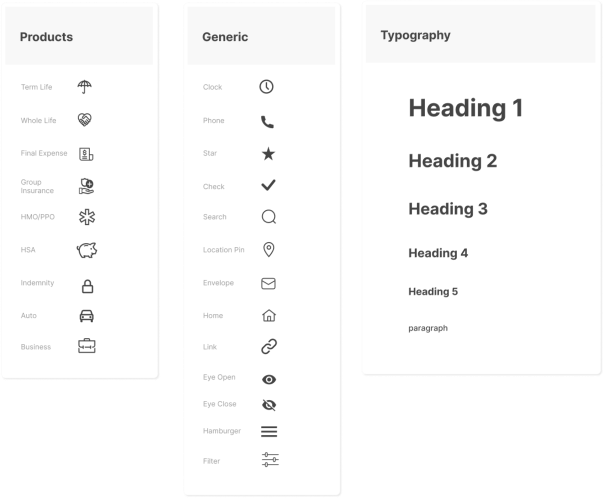 Products
Term Life
Whole Life
Final Expense
Group
Insurance
HMO/PPO
HSA
Indemnity
Auto
Business
Generic
Clock
Phone
Star
Check
Search
Location Pin
Envelope
Home
Link
Eye Open
Eye Close
Hamburger
Filter
Typography
Heading 1
Heading 2
Heading 3
Heading 4
Heading 5
paragraph